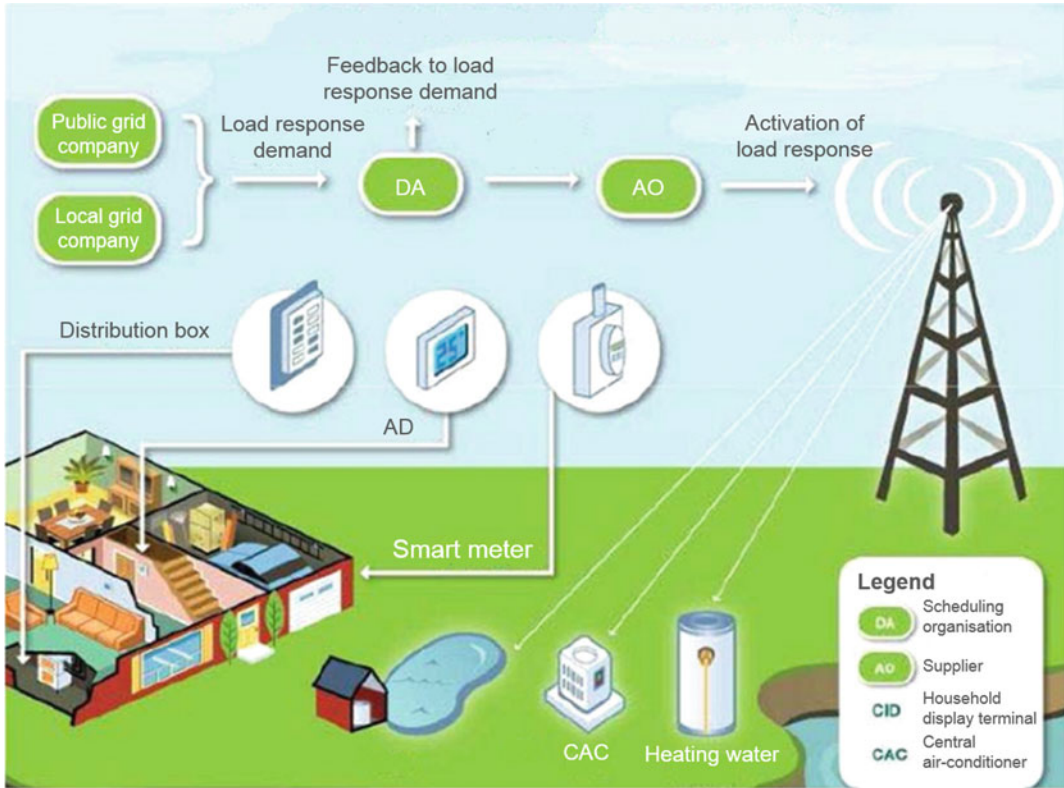 Feedback to load
response demand
Public grid
company
Load response
demand
Activation of
load response
DA
AO
Local grid
company
Distribution box
25°
AD
Smart meter
CAC
Heating water
Legend
DA
Scheduling
organisation
AO
Supplier
CID
Household
display terminal
CAC
Central
air-conditioner